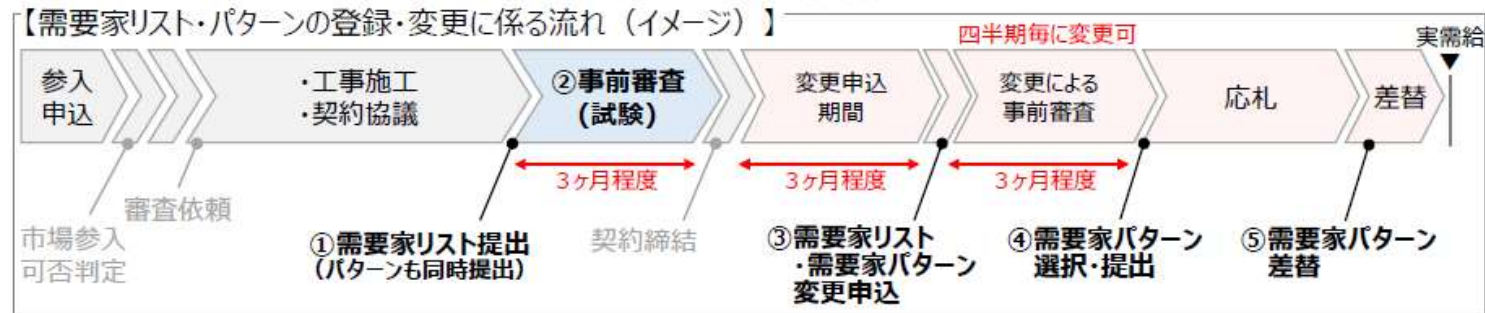 【需要家リスト・パターンの登録・変更に係る流れ（イメージ）】
四半期毎に変更可
実需給
▼
参入
申込
・工事施工
・契約協議
②事前審査
(試験)
変更申込
期間
変更による
事前審査
応札
差替
3ヶ月程度
3ヶ月程度
3ヶ月程度
審査依頼
市場参入
可否判定
①需要家リスト提出
（パターンも同時提出）
契約締結
③需要家リスト
・需要家パターン
変更申込
④需要家パターン
選択・提出
⑤需要家パターン
差替